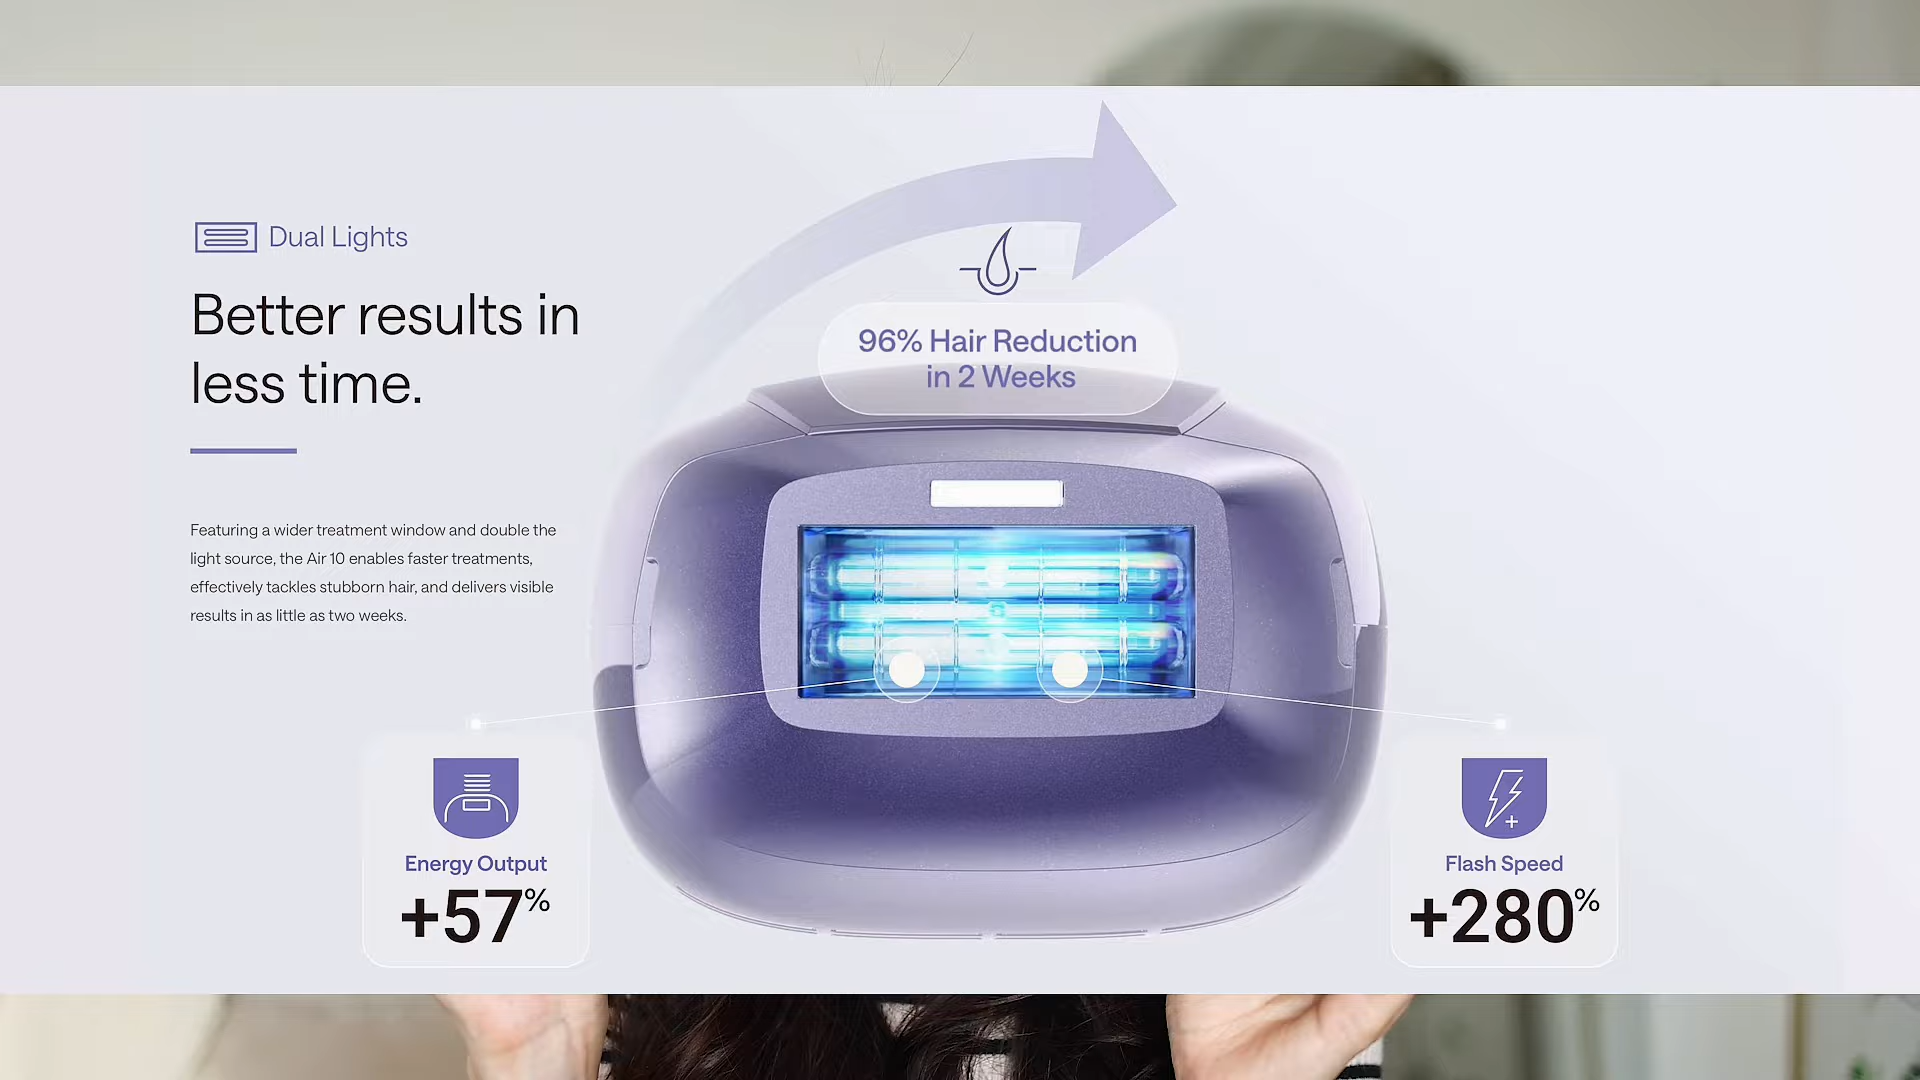 Dual Lights
Better results in
less time.
Featuring a wider treatment window and double the
light source, the Air 10 enables faster treatments,
effectively tackles stubborn hair, and delivers visible
results in as little as two weeks.
96% Hair Reduction
in 2 Weeks
Energy Output
+57%
Flash Speed
+280%